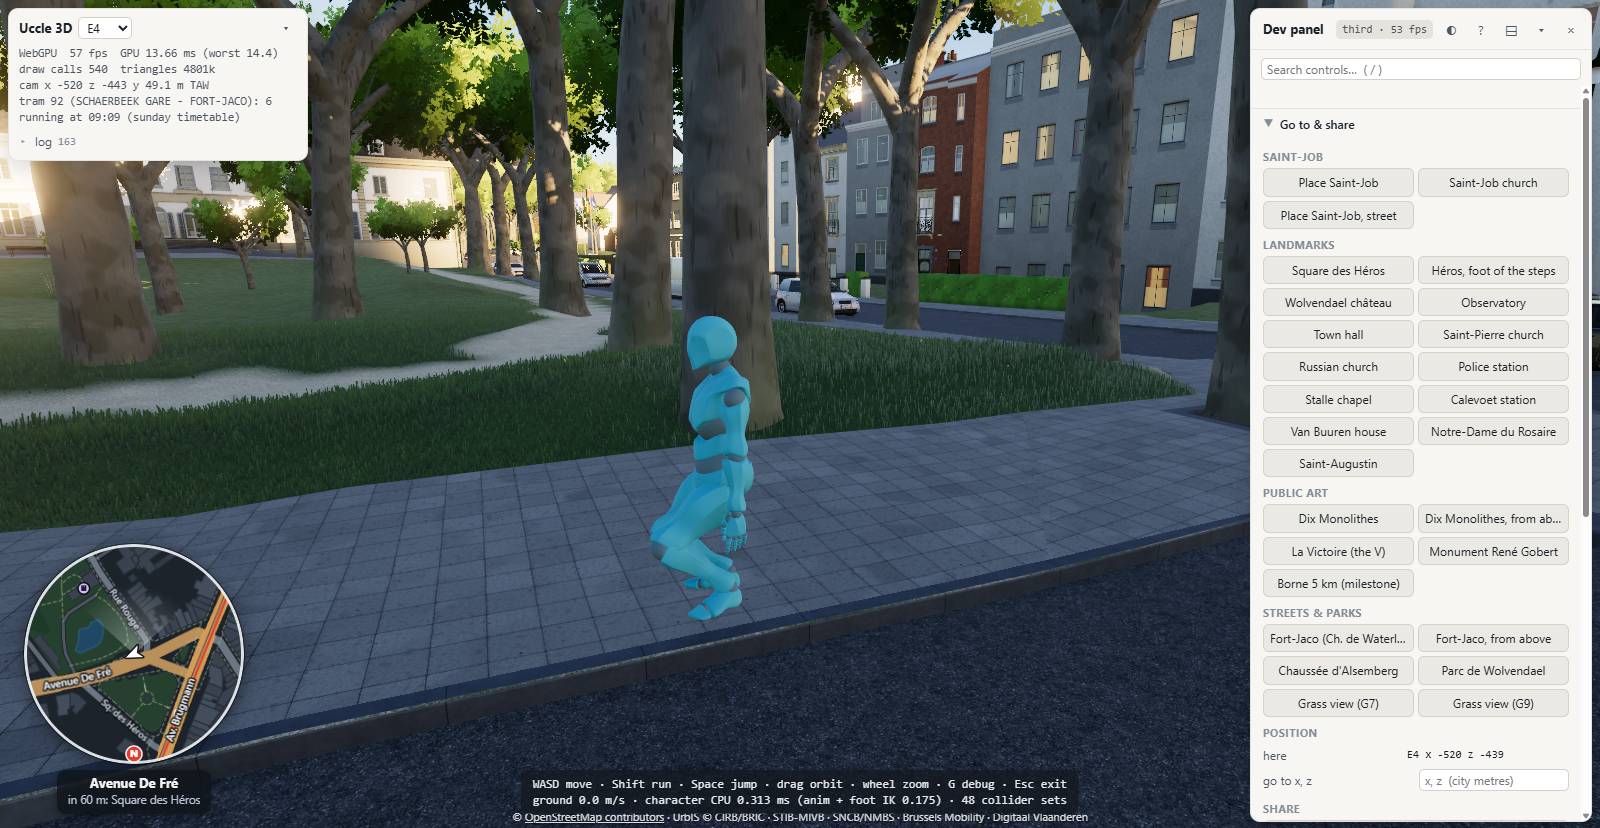 Uccle 3D E4
WebGPU 57 fps GPU 13.66 ms (worst 14.4)
draw calls 540 triangles 4801k
cam x -520 z -443 y 49.1 m TAW
tram 92 (SCHAERBEEK GARE - FORT-JACO): 6
running at 09:09 (sunday timetable)
log 163
Rue Rouge
Avenue De Fré
Sq. des Héros
Av. Brugmann
N
Avenue De Fré
in 60 m: Square des Héros
WASD move · Shift run · Space jump · drag orbit · wheel zoom · G debug · Esc exit
ground 0.0 m/s · character CPU 0.313 ms (anim + foot IK 0.175) · 48 collider sets
© OpenStreetMap contributors · UrbIS © CIRB/BRIC · STIB-MIVB · SNCB/NMBS · Brussels Mobility · Digitaal Vlaanderen
Dev panel third · 53 fps ?
Search controls... (/)
Go to & share
SAINT-JOB
Place Saint-Job Saint-Job church
Place Saint-Job, street
LANDMARKS
Square des Héros Héros, foot of the steps
Wolvendael château Observatory
Town hall Saint-Pierre church
Russian church Police station
Stalle chapel Calevoet station
Van Buuren house Notre-Dame du Rosaire
Saint-Augustin
PUBLIC ART
Dix Monolithes Dix Monolithes, from ab...
La Victoire (the V) Monument René Gobert
Borne 5 km (milestone)
STREETS & PARKS
Fort-Jaco (Ch. de Waterl... Fort-Jaco, from above
Chaussée d'Alsemberg Parc de Wolvendael
Grass view (G7) Grass view (G9)
POSITION
here E4 x -520 z -439
go to x, z x, z (city metres)
SHARE